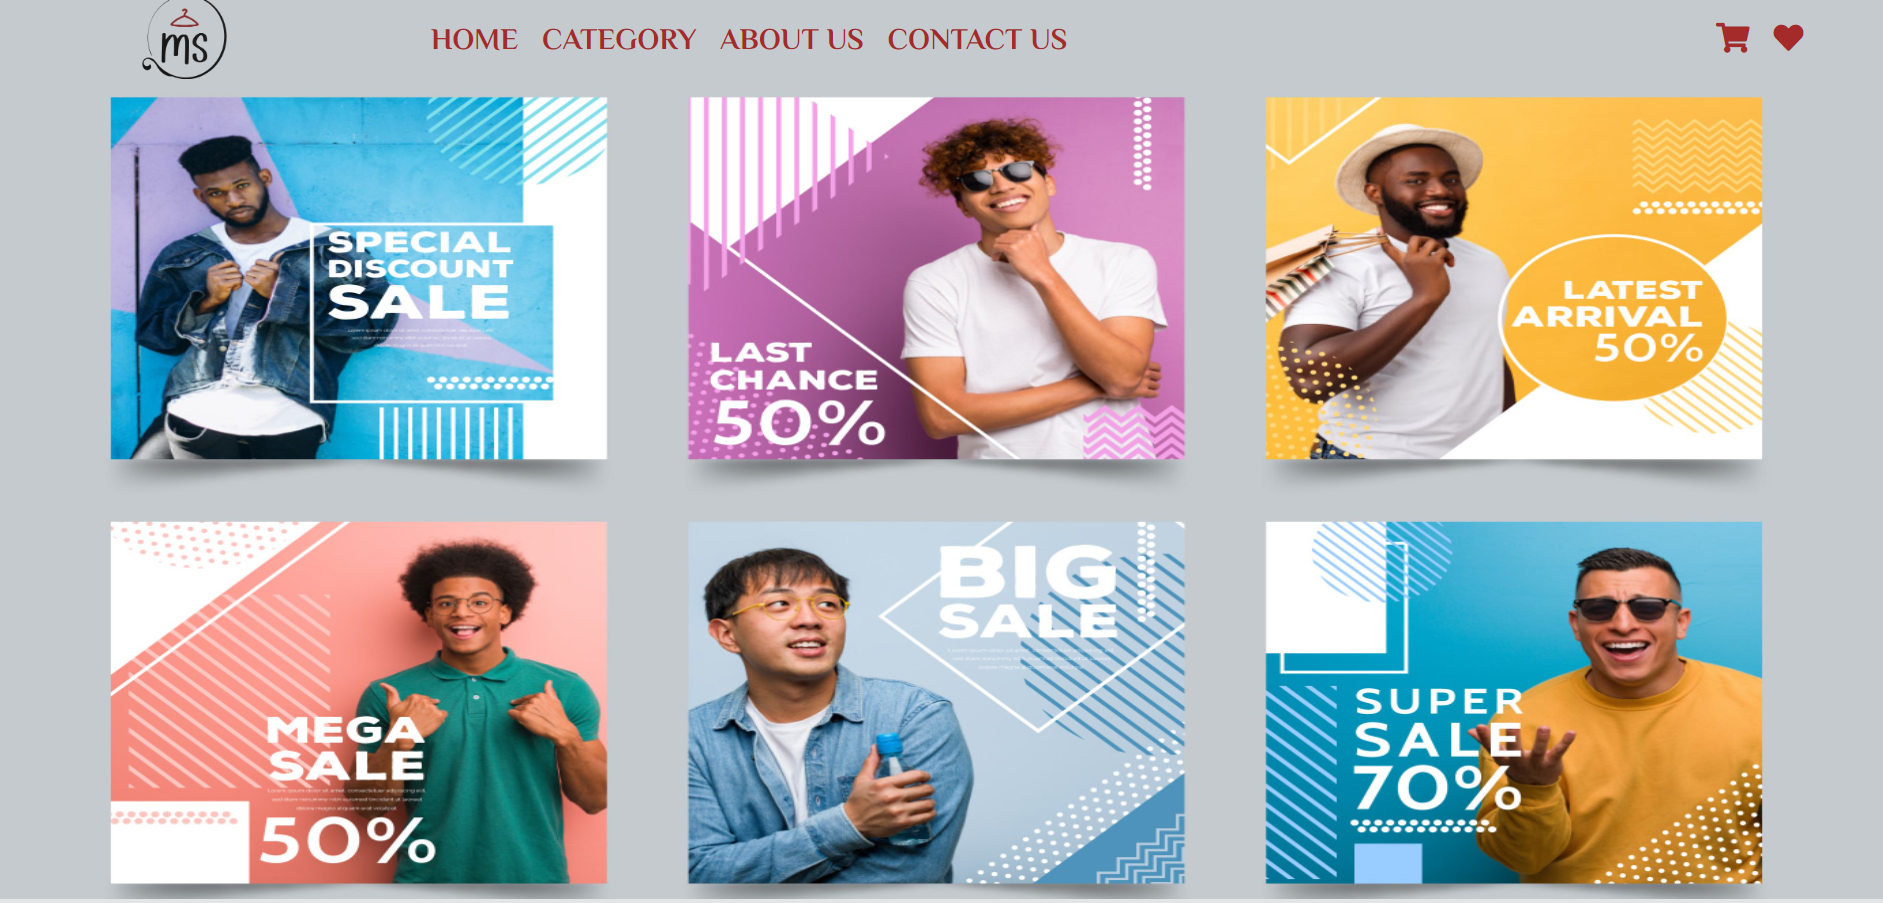 ms
HOME CATEGORY ABOUT US CONTACT US
SPECIAL
DISCOUNT
SALE
LAST
CHANCE
50%
LATEST
ARRIVAL
50%
MEGA
SALE
50%
BIG
SALE
SUPER
SALE
70%